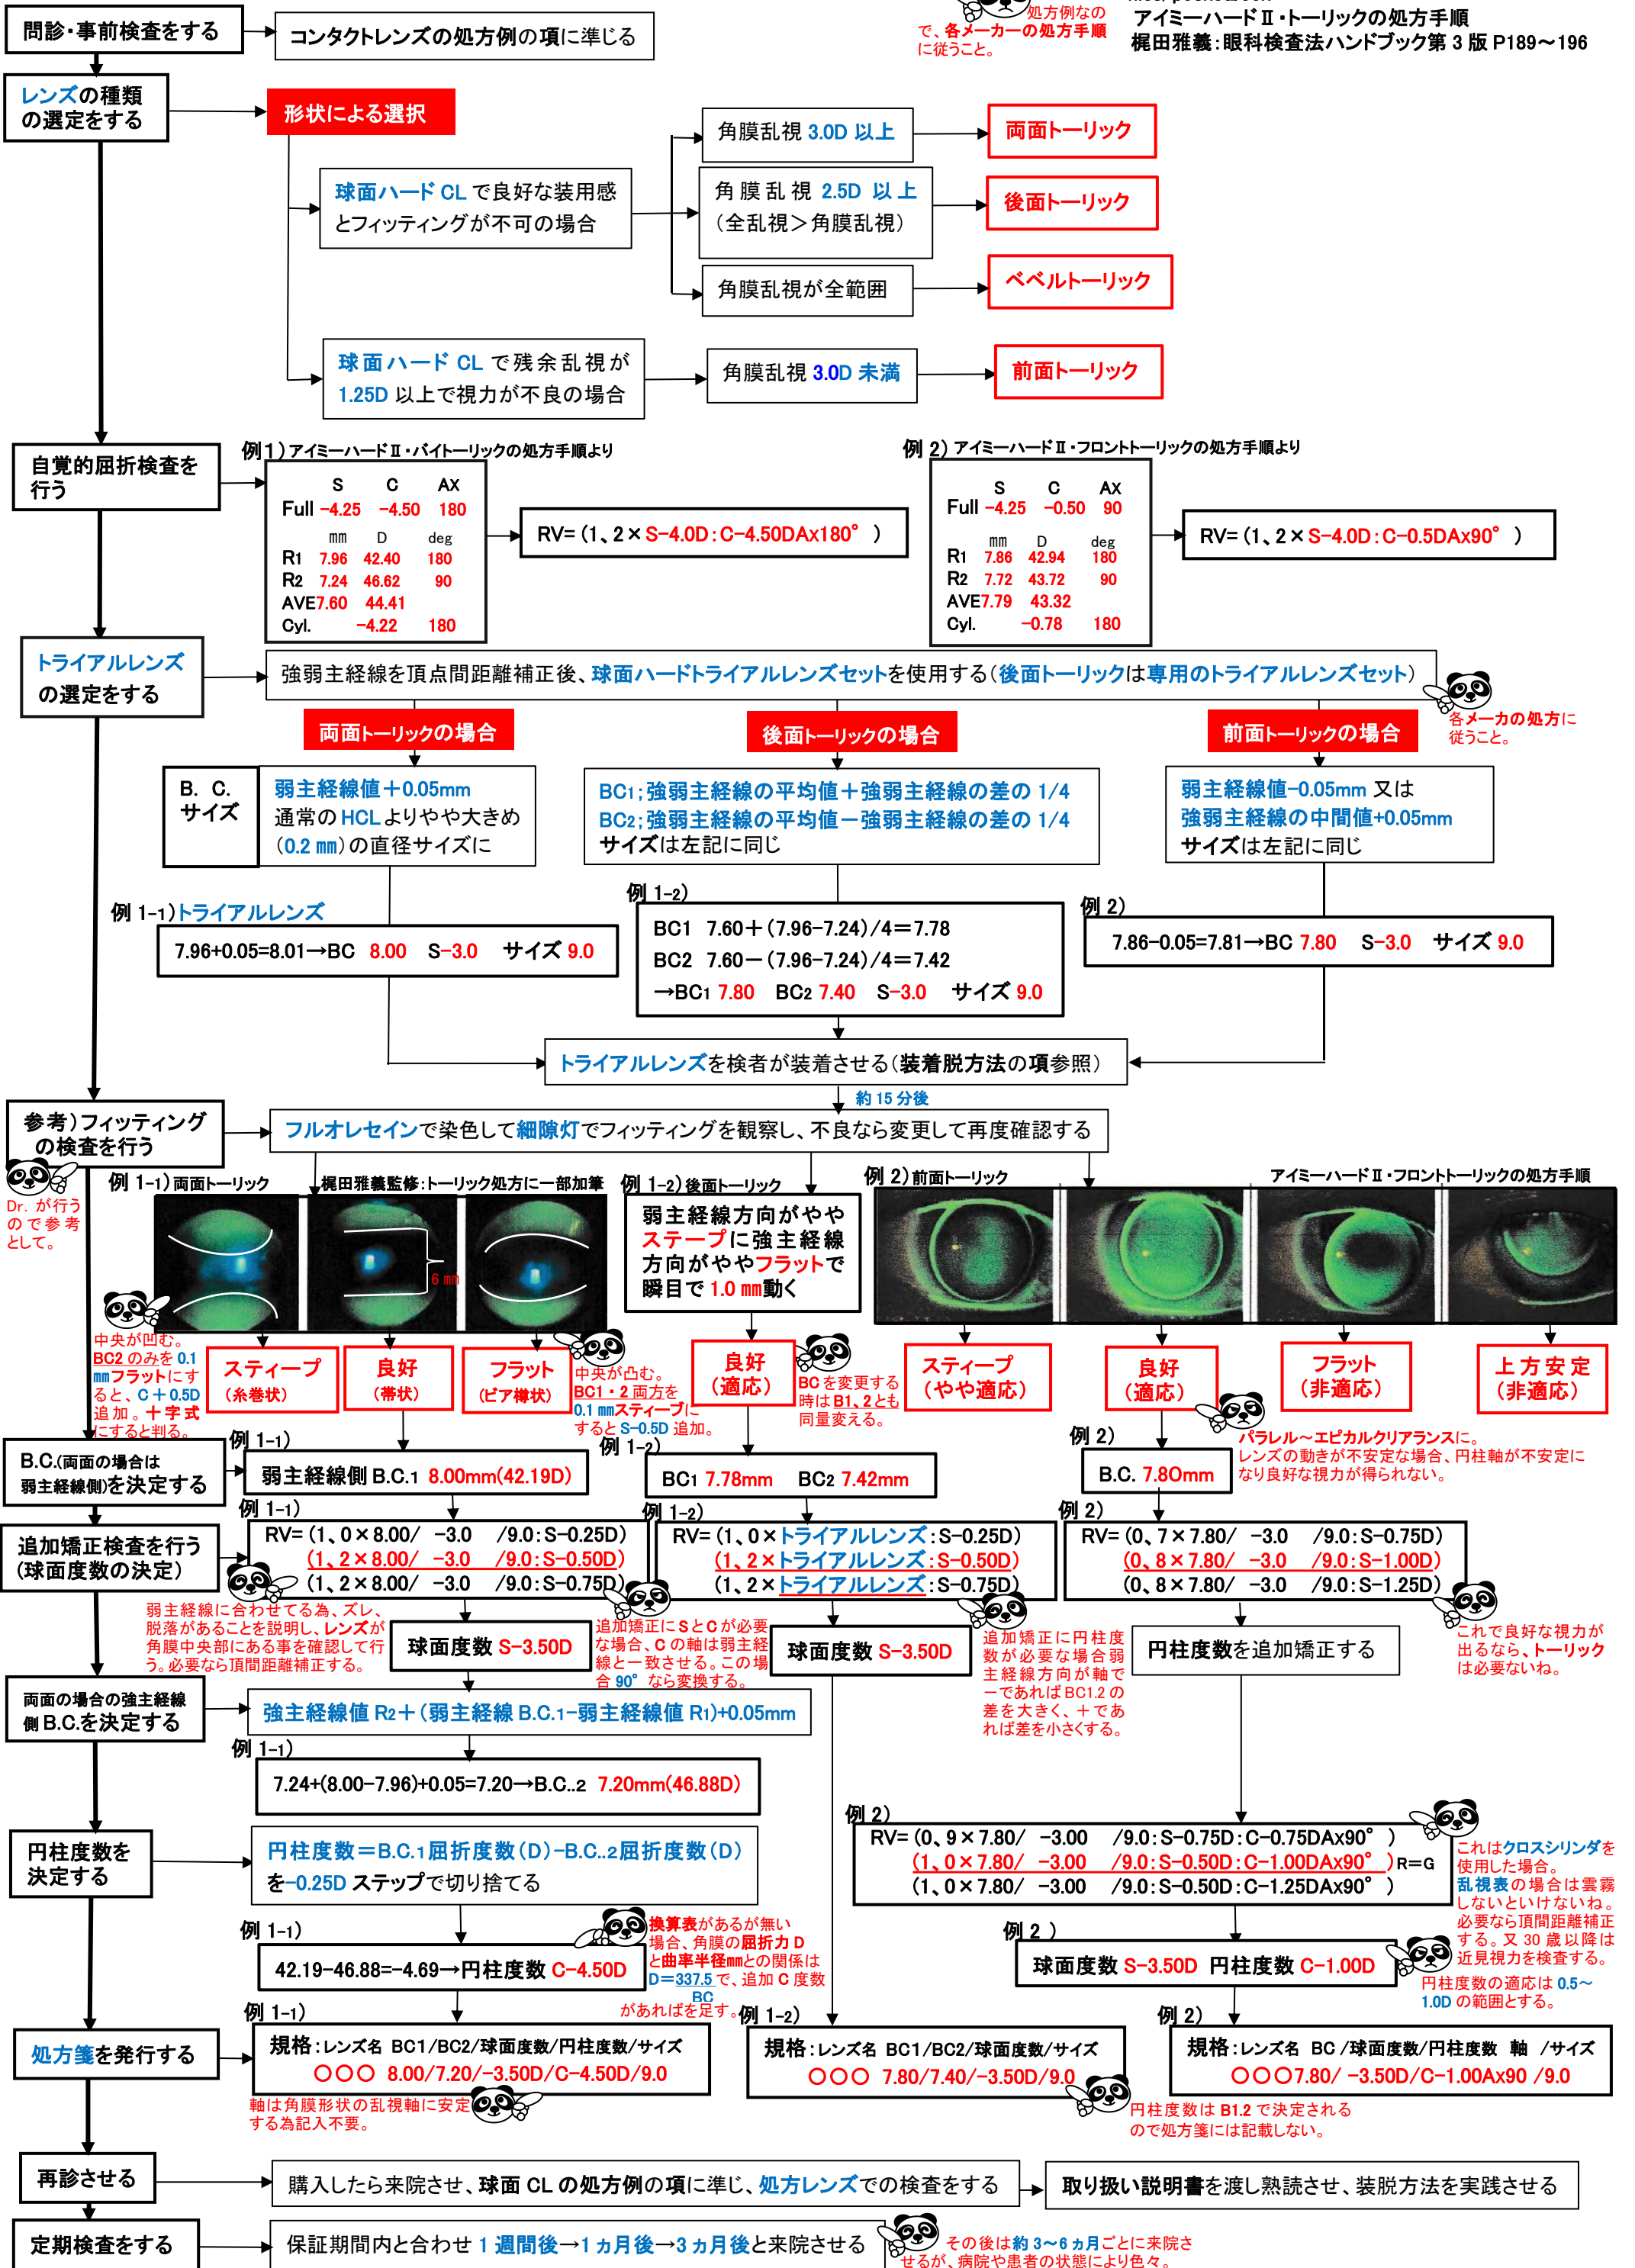 処方例なの
で、各メーカーの処方手順
に従うこと。
アイミーハードⅡ・トーリックの処方手順
梶田雅義：眼科検査法ハンドブック第3版 P189～196
問診・事前検査をする
コンタクトレンズの処方例の項に準じる
レンズの種類
の選定をする
形状による選択
球面ハード CL で良好な装用感
とフィッティングが不可の場合
角膜乱視 3.0D 以上
両面トーリック
角膜乱視 2.5D 以上
（全乱視＞角膜乱視）
後面トーリック
角膜乱視が全範囲
ベベルトーリック
球面ハード CL で残余乱視が
1.25D 以上で視力が不良の場合
角膜乱視 3.0D 未満
前面トーリック
自覚的屈折検査を
行う
例1）アイミーハードⅡ・バイトーリックの処方手順より
S C AX
Full −4.25 −4.50 180
mm D deg
R1 7.96 42.40 180
R2 7.24 46.62 90
AVE7.60 44.41
Cyl. −4.22 180
RV=（1、2×S−4.0D：C−4.50DAx180° ）
例 2）アイミーハードⅡ・フロントトーリックの処方手順より
S C AX
Full −4.25 −0.50 90
mm D deg
R1 7.86 42.94 180
R2 7.72 43.72 90
AVE7.79 43.32
Cyl. −0.78 180
RV=（1、2×S−4.0D：C−0.5DAx90° ）
トライアルレンズ
の選定をする
強弱主経線を頂点間距離補正後、球面ハードトライアルレンズセットを使用する（後面トーリックは専用のトライアルレンズセット）
各メーカの処方に
従うこと。
両面トーリックの場合
後面トーリックの場合
前面トーリックの場合
B. C.
サイズ
弱主経線値＋0.05mm
通常の HCL よりやや大きめ
（0.2 ㎜）の直径サイズに
BC1；強弱主経線の平均値＋強弱主経線の差の 1/4
BC2；強弱主経線の平均値－強弱主経線の差の 1/4
サイズは左記に同じ
弱主経線値−0.05mm 又は
強弱主経線の中間値+0.05mm
サイズは左記に同じ
例 1−1）トライアルレンズ
7.96+0.05=8.01→BC 8.00 S−3.0 サイズ 9.0
例 1−2）
BC1 7.60＋（7.96−7.24）/4＝7.78
BC2 7.60－（7.96−7.24）/4＝7.42
→BC1 7.80 BC2 7.40 S−3.0 サイズ 9.0
例 2）
7.86−0.05=7.81→BC 7.80 S−3.0 サイズ 9.0
トライアルレンズを検者が装着させる（装着脱方法の項参照）
約 15 分後
参考）フィッティング
の検査を行う
フルオレセインで染色して細隙灯でフィッティングを観察し、不良なら変更して再度確認する
Dr. が行う
ので参考
として。
例 1−1）両面トーリック
梶田雅義監修：トーリック処方に一部加筆
6 ㎜
例 1−2）後面トーリック
弱主経線方向がやや
ステープに強主経線
方向がややフラットで
瞬目で 1.0 ㎜動く
例 2）前面トーリック
アイミーハードⅡ・フロントトーリックの処方手順
中央が凹む。
BC2 のみを 0.1
㎜フラットにす
ると、C＋0.5D
追加。十字式
にすると判る。
スティープ
（糸巻状）
良好
（帯状）
フラット
（ビア樽状）
中央が凸む。
BC1・2 両方を
0.1 ㎜スティープに
すると S−0.5D 追加。
良好
（適応）
BC を変更する
時は B1、2 とも
同量変える。
スティープ
（やや適応）
良好
（適応）
フラット
（非適応）
上方安定
（非適応）
パラレル～エピカルクリアランスに。
レンズの動きが不安定な場合、円柱軸が不安定に
なり良好な視力が得られない。
B.C.（両面の場合は
弱主経線側）を決定する
例 1−1）
弱主経線側 B.C.1 8.00mm(42.19D)
例 1−2）
BC1 7.78mm BC2 7.42mm
例 2）
B.C. 7.80mm
追加矯正検査を行う
（球面度数の決定）
例 1−1）
RV=（1、0×8.00/ −3.0 /9.0：S−0.25D）
（1、2×8.00/ −3.0 /9.0：S−0.50D）
（1、2×8.00/ −3.0 /9.0：S−0.75D）
例 1−2）
RV=（1、0×トライアルレンズ：S−0.25D）
（1、2×トライアルレンズ：S−0.50D）
（1、2×トライアルレンズ：S−0.75D）
例 2）
RV=（0、7×7.80/ −3.0 /9.0：S−0.75D）
（0、8×7.80/ −3.0 /9.0：S−1.00D）
（0、8×7.80/ −3.0 /9.0：S−1.25D）
弱主経線に合わせてる為、ズレ、
脱落があることを説明し、レンズが
角膜中央部にある事を確認して行
う。必要なら頂間距離補正する。
球面度数 S−3.50D
追加矯正に S と C が必要
な場合、C の軸は弱主経
線と一致させる。この場
合 90° なら変換する。
球面度数 S−3.50D
追加矯正に円柱度
数が必要な場合弱
主経線方向が軸で
－であれば BC1.2 の
差を大きく、＋であ
れば差を小さくする。
円柱度数を追加矯正する
これで良好な視力が
出るなら、トーリック
は必要ないね。
両面の場合の強主経線
側 B.C.を決定する
強主経線値 R2＋（弱主経線 B.C.1−弱主経線値 R1）+0.05mm
例 1−1）
7.24+(8.00−7.96)+0.05=7.20→B.C..2 7.20mm(46.88D)
円柱度数を
決定する
円柱度数＝B.C.1 屈折度数（D）−B.C..2屈折度数（D）
を−0.25D ステップで切り捨てる
例 2）
RV=（0、9×7.80/ −3.00 /9.0：S−0.75D：C−0.75DAx90° ）
（1、0×7.80/ −3.00 /9.0：S−0.50D：C−1.00DAx90° ）R＝G
（1、0×7.80/ −3.00 /9.0：S−0.50D：C−1.25DAx90° ）
これはクロスシリンダを
使用した場合。
乱視表の場合は雲霧
しないといけないね。
必要なら頂間距離補正
する。又 30 歳以降は
近見視力を検査する。
例 1−1）
42.19−46.88=−4.69→円柱度数 C−4.50D
換算表があるが無い
場合、角膜の屈折力 D
と曲率半径㎜との関係は
D＝337.5 で、追加 C 度数
BC
があればを足す。
例 2 ）
球面度数 S−3.50D 円柱度数 C−1.00D
円柱度数の適応は 0.5～
1.0D の範囲とする。
処方箋を発行する
例 1−1）
規格：レンズ名 BC1/BC2/球面度数/円柱度数/サイズ
〇〇〇 8.00/7.20/−3.50D/C−4.50D/9.0
例 1−2）
規格：レンズ名 BC1/BC2/球面度数/サイズ
〇〇〇 7.80/7.40/−3.50D/9.0
例 2）
規格：レンズ名 BC /球面度数/円柱度数 軸 /サイズ
〇〇〇7.80/ −3.50D/C−1.00Ax90 /9.0
軸は角膜形状の乱視軸に安定
する為記入不要。
円柱度数は B1.2 で決定される
ので処方箋には記載しない。
再診させる
購入したら来院させ、球面 CL の処方例の項に準じ、処方レンズでの検査をする
取り扱い説明書を渡し熟読させ、装脱方法を実践させる
定期検査をする
保証期間内と合わせ 1 週間後→1 ヵ月後→3 ヵ月後と来院させる
その後は約 3～6 ヵ月ごとに来院さ
せるが、病院や患者の状態により色々。